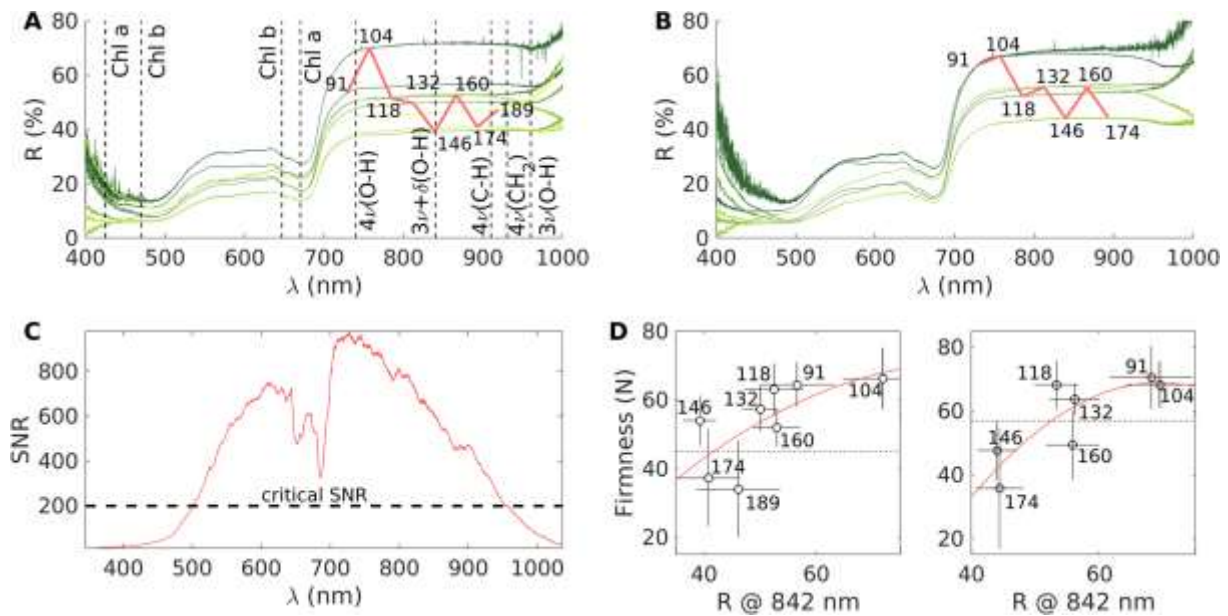 A
80
60
40
20
0
R (%)
400 500 600 700 800 900 1000
λ (nm)
Chl a
Chl b
Chl b
Chl a
104
91
132
160
118
189
146
174
4ν(O-H)
3ν+δ(O-H)
4ν(C-H)
4ν(CH2)
3ν(O-H)
B
80
60
40
20
0
R (%)
400 500 600 700 800 900 1000
λ (nm)
104
91
132 160
118
146 174
C
800
600
400
200
SNR
critical SNR
400 500 600 700 800 900 1000
λ (nm)
D
80
60
40
20
Firmness (N)
118 91
132
146
104
160
174
189
40 60
R @ 842 nm
80
60
40
20
118 91
132
104
146
160
174
40 60
R @ 842 nm